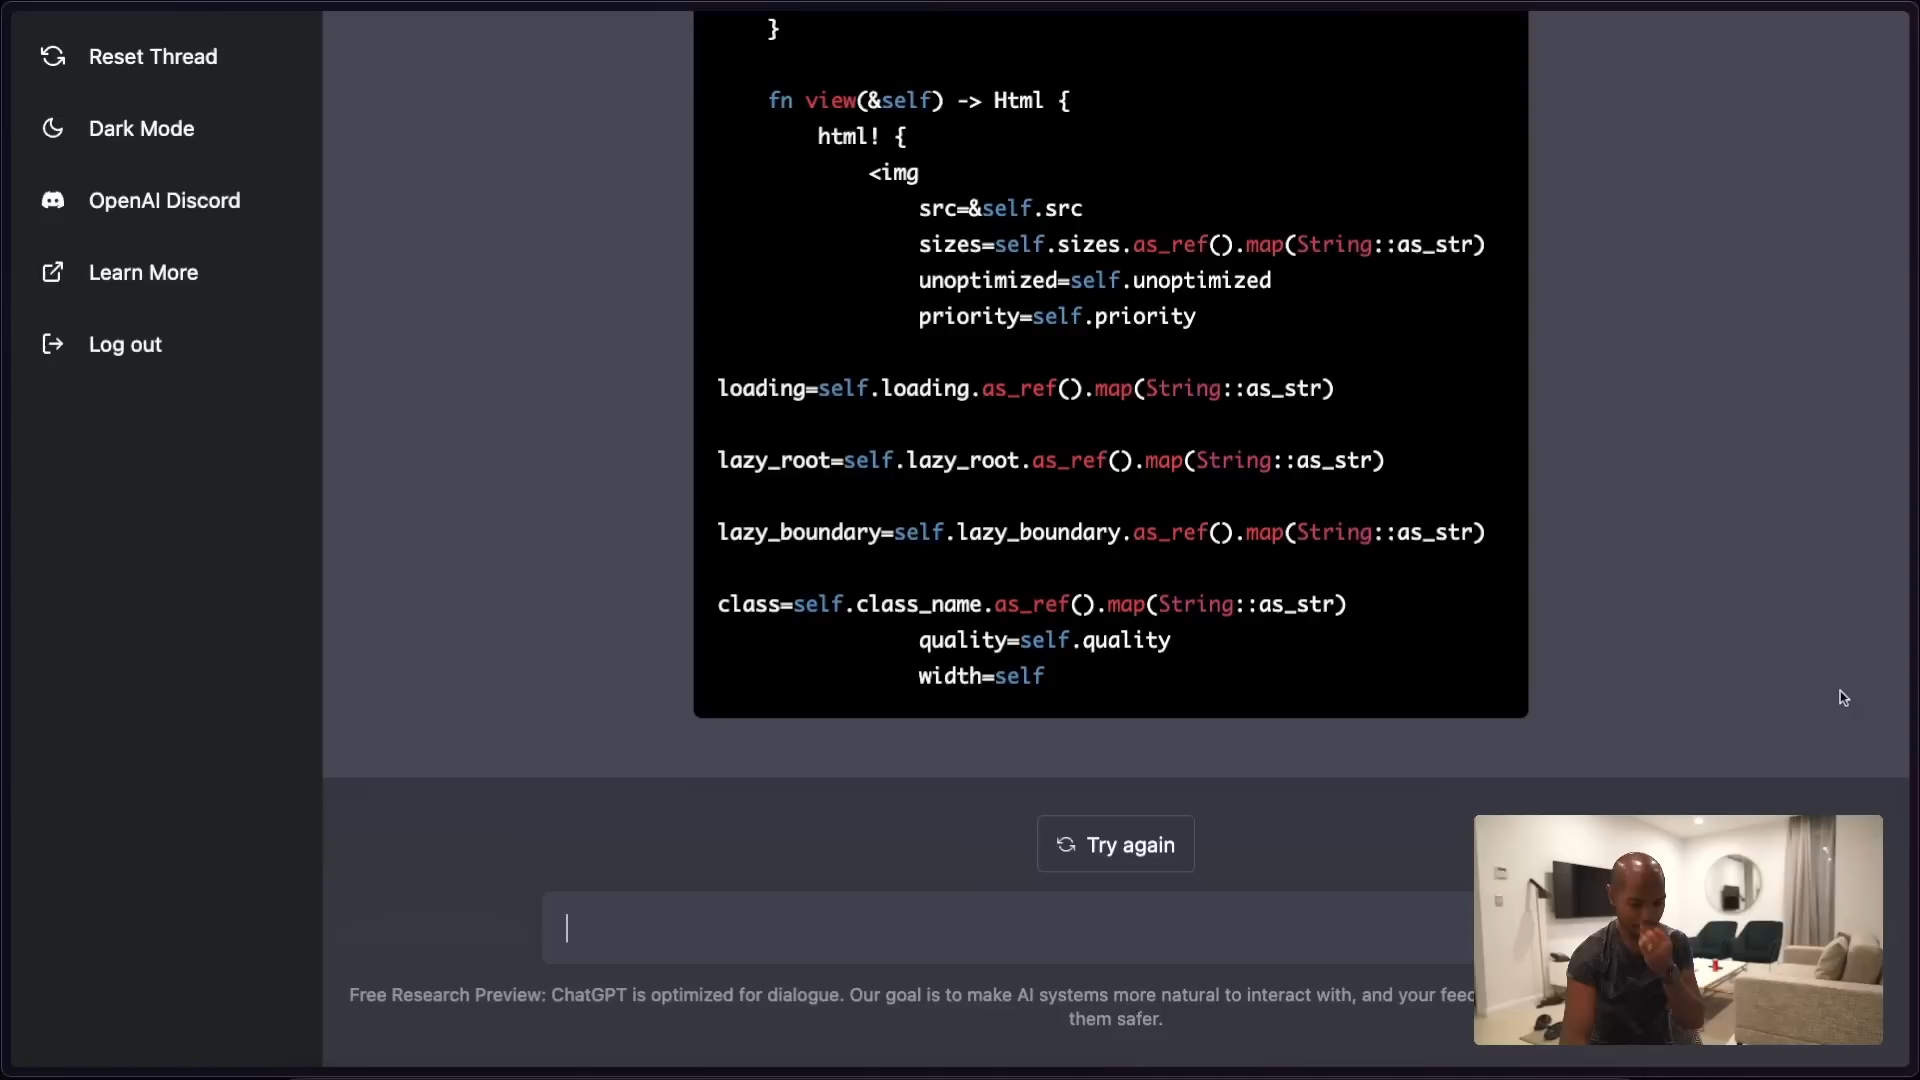 Reset Thread
Dark Mode
OpenAI Discord
Learn More
Log out
}
fn view(&self) -> Html {
html! {
<img
src=&self.src
sizes=self.sizes.as_ref().map(String::as_str)
unoptimized=self.unoptimized
priority=self.priority
loading=self.loading.as_ref().map(String::as_str)
lazy_root=self.lazy_root.as_ref().map(String::as_str)
lazy_boundary=self.lazy_boundary.as_ref().map(String::as_str)
class=self.class_name.as_ref().map(String::as_str)
quality=self.quality
width=self
Try again
Free Research Preview: ChatGPT is optimized for dialogue. Our goal is to make AI systems more natural to interact with, and your
them safer.